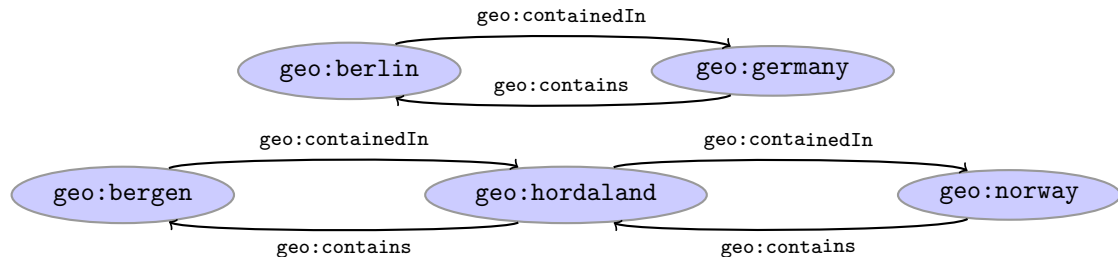 geo:containedIn
geo:berlin geo:germany
geo:contains
geo:containedIn geo:containedIn
geo:bergen geo:hordaland geo:norway
geo:contains geo:contains